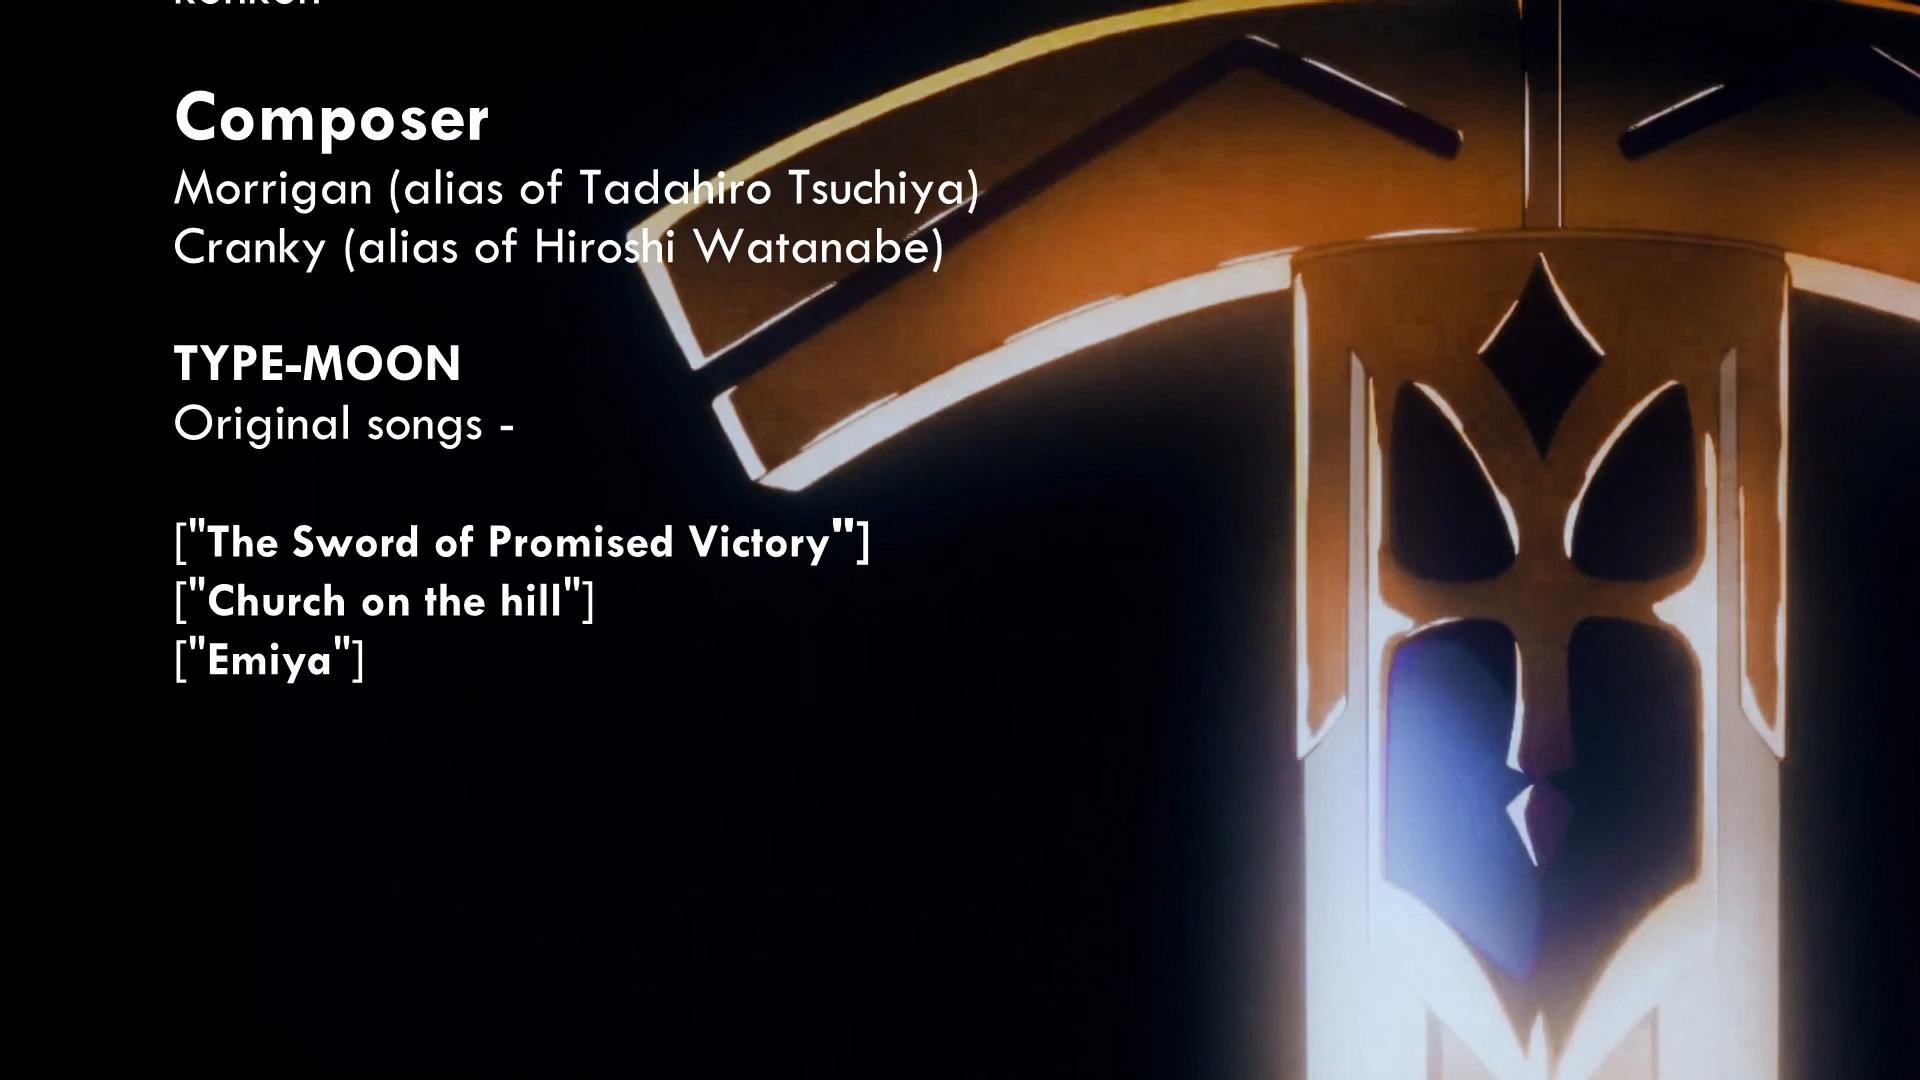 Composer
Morrigan (alias of Tadahiro Tsuchiya)
Cranky (alias of Hiroshi Watanabe)
TYPE-MOON
Original songs -
["The Sword of Promised Victory"]
["Church on the hill"]
["Emiya"]